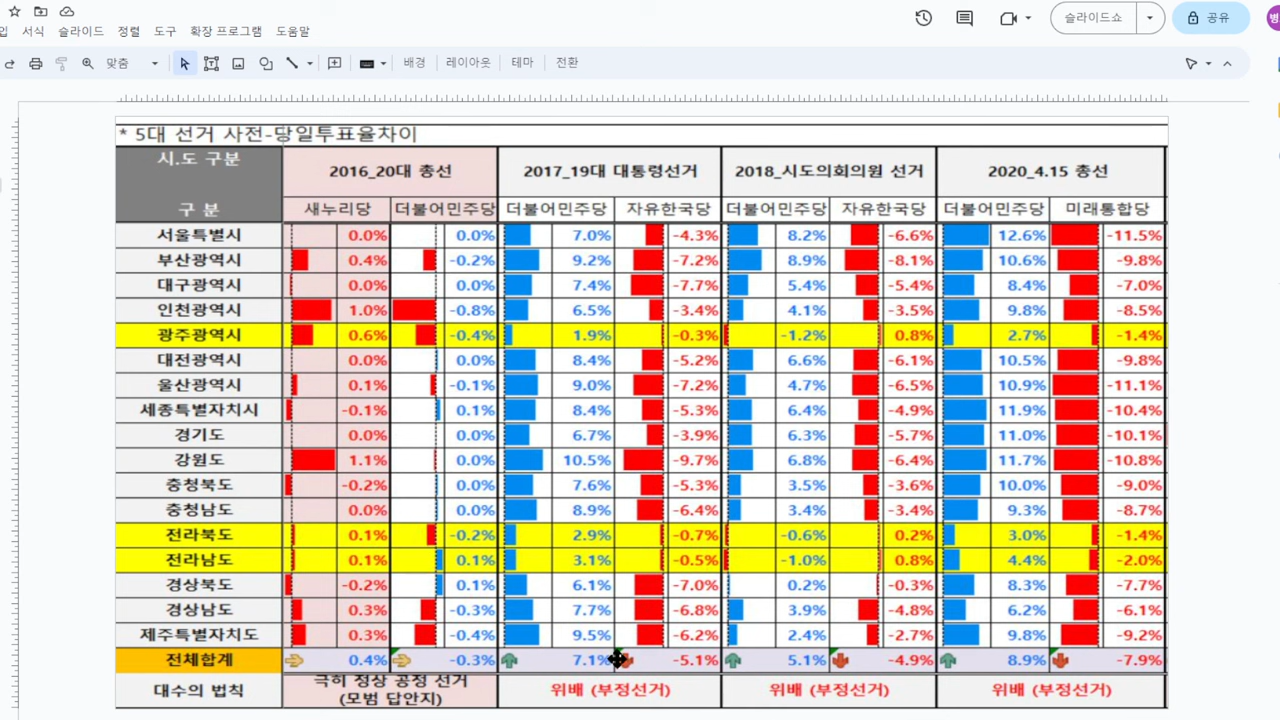 서식 슬라이드 정렬 도구 확장 프로그램 도움말
슬라이드쇼
공유
맞춤
배경 레이아웃 테마 전환
* 5대 선거 사전-당일투표율차이
시.도 구분 2016_20대 총선 2017_19대 대통령선거 2018_시도의회의원 선거 2020_4.15 총선
구 분 새누리당 더불어민주당 더불어민주당 자유한국당 더불어민주당 자유한국당 더불어민주당 미래통합당
서울특별시 0.0% 0.0% 7.0% -4.3% 8.2% -6.6% 12.6% -11.5%
부산광역시 0.4% -0.2% 9.2% -7.2% 8.9% -8.1% 10.6% -9.8%
대구광역시 0.0% 0.0% 7.4% -7.7% 5.4% -5.4% 8.4% -7.0%
인천광역시 1.0% -0.8% 6.5% -3.4% 4.1% -3.5% 9.8% -8.5%
광주광역시 0.6% -0.4% 1.9% -0.3% -1.2% 0.8% 2.7% -1.4%
대전광역시 0.0% 0.0% 8.4% -5.2% 6.6% -6.1% 10.5% -9.8%
울산광역시 0.1% -0.1% 9.0% -7.2% 4.7% -6.5% 10.9% -11.1%
세종특별자치시 -0.1% 0.1% 8.4% -5.3% 6.4% -4.9% 11.9% -10.4%
경기도 0.0% 0.0% 6.7% -3.9% 6.3% -5.7% 11.0% -10.1%
강원도 1.1% 0.0% 10.5% -9.7% 6.8% -6.4% 11.7% -10.8%
충청북도 -0.2% 0.0% 7.6% -5.3% 3.5% -3.6% 10.0% -9.0%
충청남도 0.0% 0.0% 8.9% -6.4% 3.4% -3.4% 9.3% -8.7%
전라북도 0.1% -0.2% 2.9% -0.7% -0.6% 0.2% 3.0% -1.4%
전라남도 0.1% 0.1% 3.1% -0.5% -1.0% 0.8% 4.4% -2.0%
경상북도 -0.2% 0.1% 6.1% -7.0% 0.2% -0.3% 8.3% -7.7%
경상남도 0.3% -0.3% 7.7% -6.8% 3.9% -4.8% 6.2% -6.1%
제주특별자치도 0.3% -0.4% 9.5% -6.2% 2.4% -2.7% 9.8% -9.2%
전체합계 0.4% -0.3% 7.1% -5.1% 5.1% -4.9% 8.9% -7.9%
대수의 법칙 극히 정상 공정 선거 위배 (부정선거) 위배 (부정선거) 위배 (부정선거)
(모범 답안지)